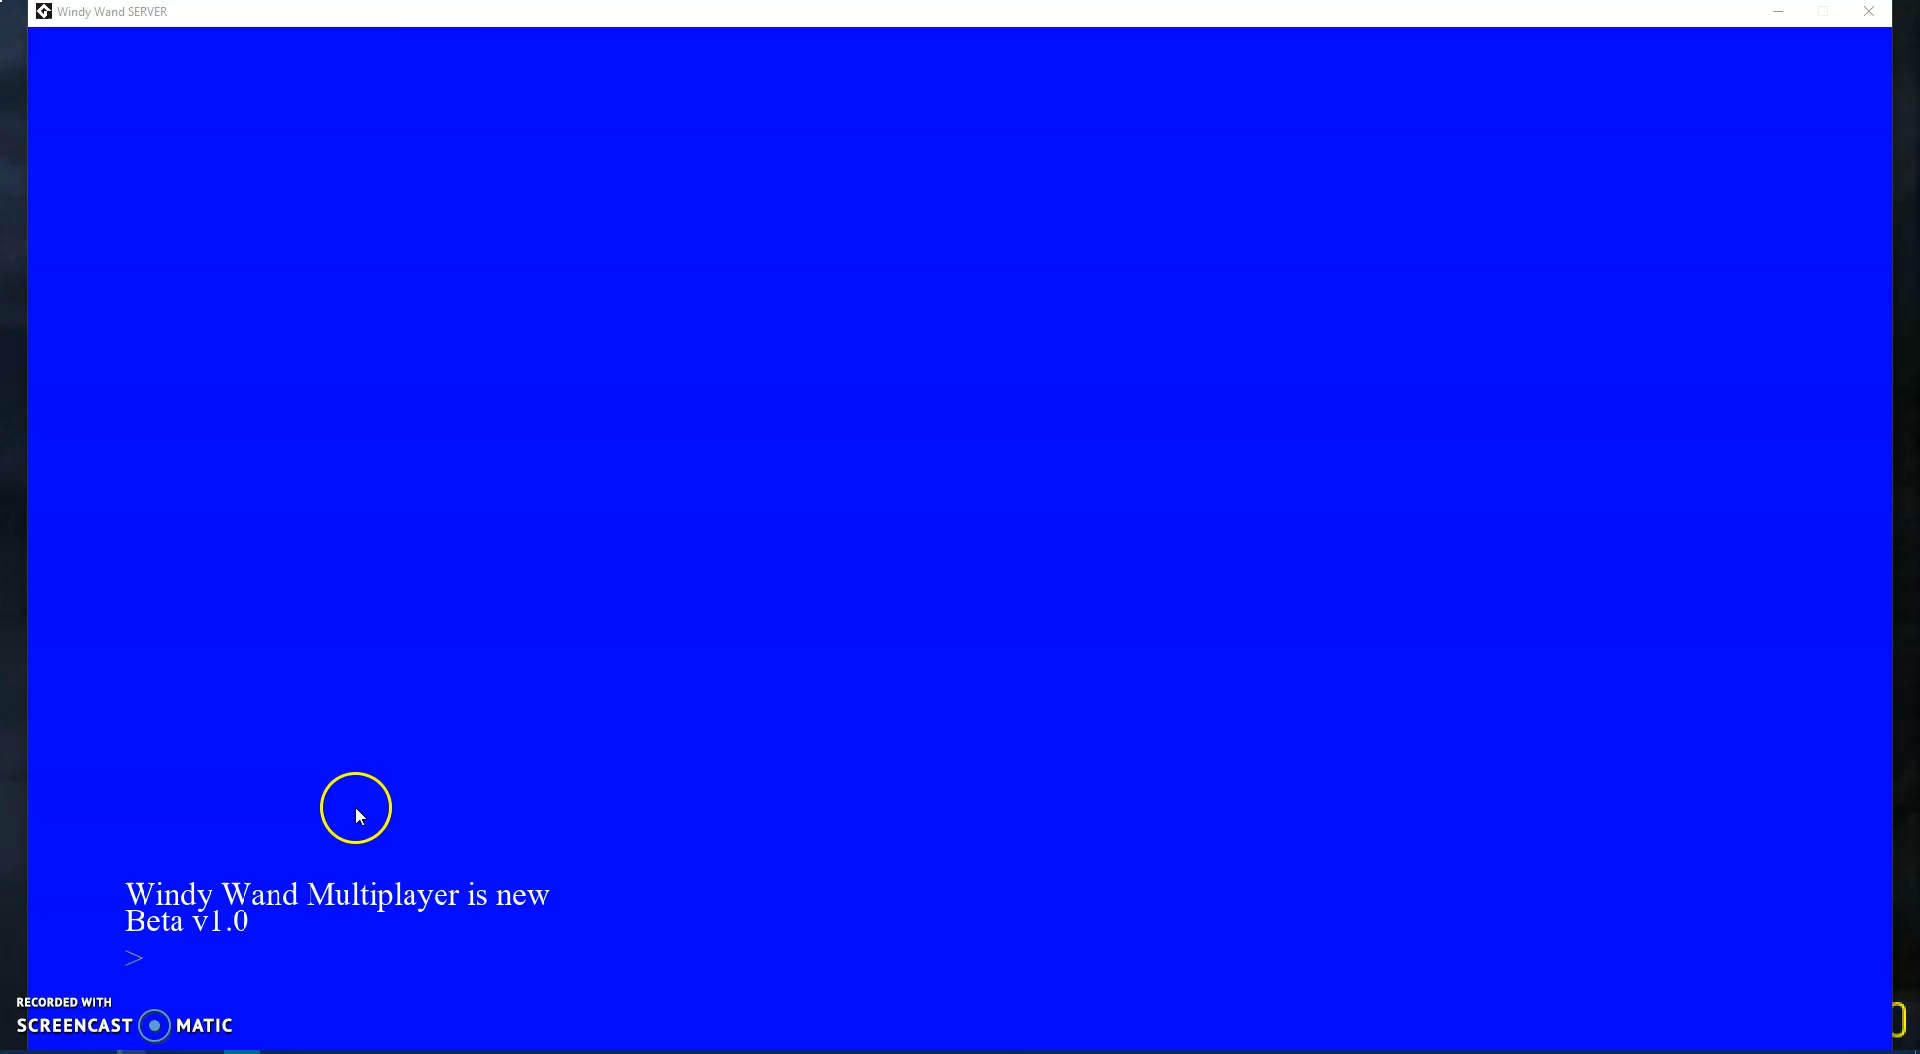 Windy Wand SERVER
Windy Wand Multiplayer is new
Beta v1.0
>
RECORDED WITH
SCREENCAST MATIC